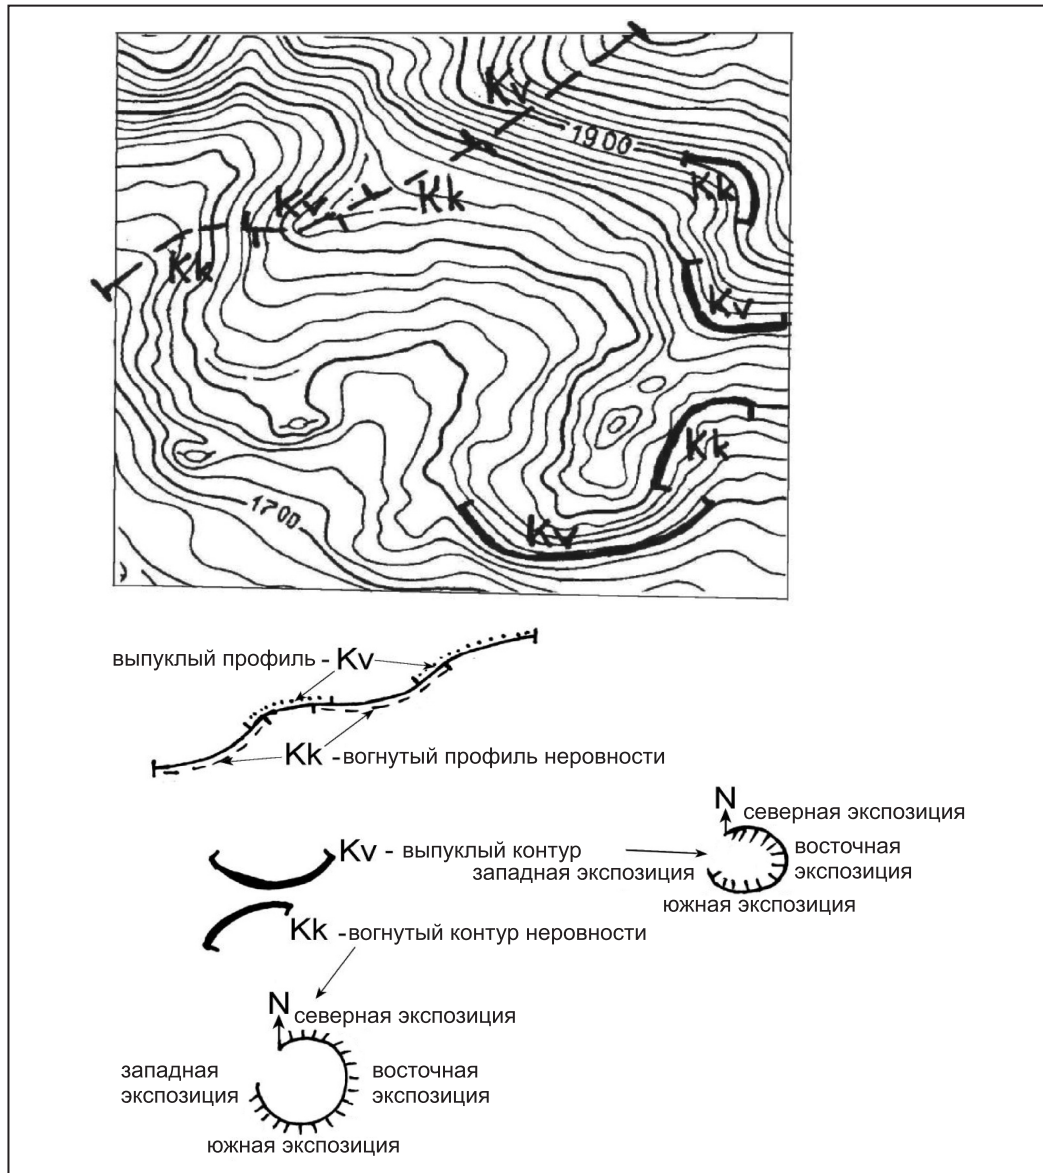 Kv
1900
Kk
Kv
Kk
Kk
Kv
Kk
1700
Kv
выпуклый профиль - Kv
Kk - вогнутый профиль неровности
N
северная экспозиция
Kv - выпуклый контур
восточная
экспозиция
западная экспозиция
южная экспозиция
Kk - вогнутый контур неровности
N
северная экспозиция
западная
экспозиция
восточная
экспозиция
южная экспозиция